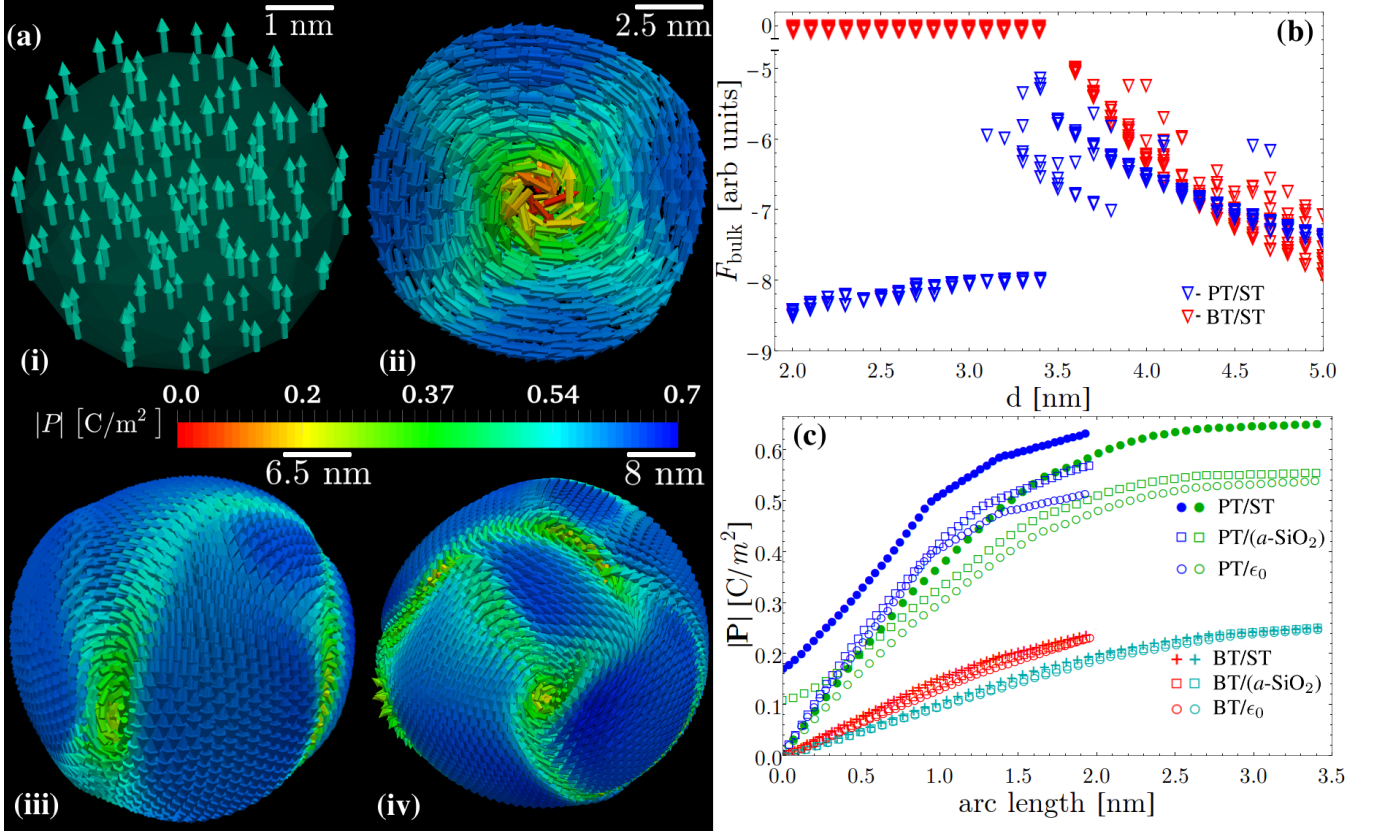 (a)
1 nm
2.5 nm
(i)
(ii)
0.0 0.2 0.37 0.54 0.7
|P| [C/m²]
6.5 nm
8 nm
(iii)
(iv)
(b)
0
-5
-6
-7
-8
-9
F_bulk [arb units]
▽- PT/ST
▽- BT/ST
2.0 2.5 3.0 3.5 4.0 4.5 5.0
d [nm]
(c)
0.6
0.5
0.4
0.3
0.2
0.1
0.0
|P| [C/m²]
PT/ST
PT/(a-SiO₂)
PT/ϵ₀
BT/ST
BT/(a-SiO₂)
BT/ϵ₀
0.0 0.5 1.0 1.5 2.0 2.5 3.0 3.5
arc length [nm]